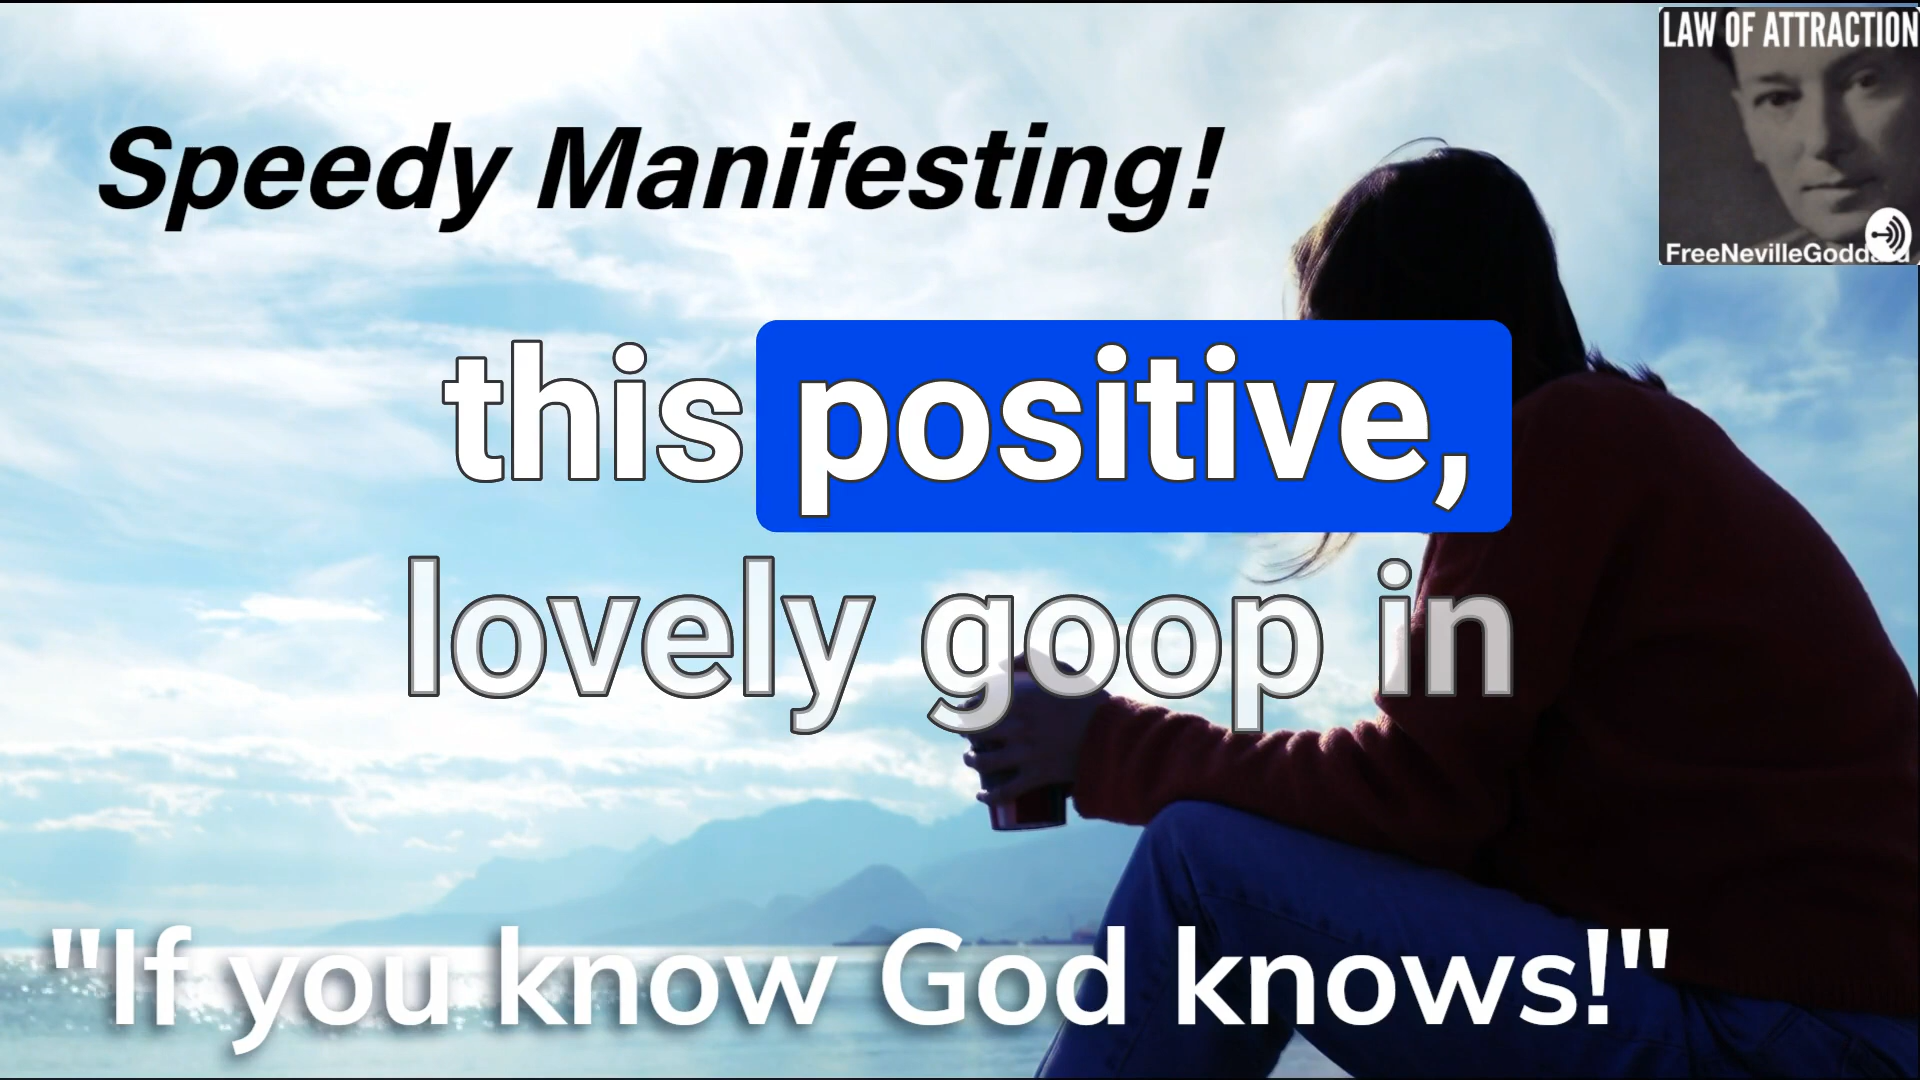 LAW OF ATTRACTION
Speedy Manifesting!
this positive,
lovely goop in
"If you know God knows!"